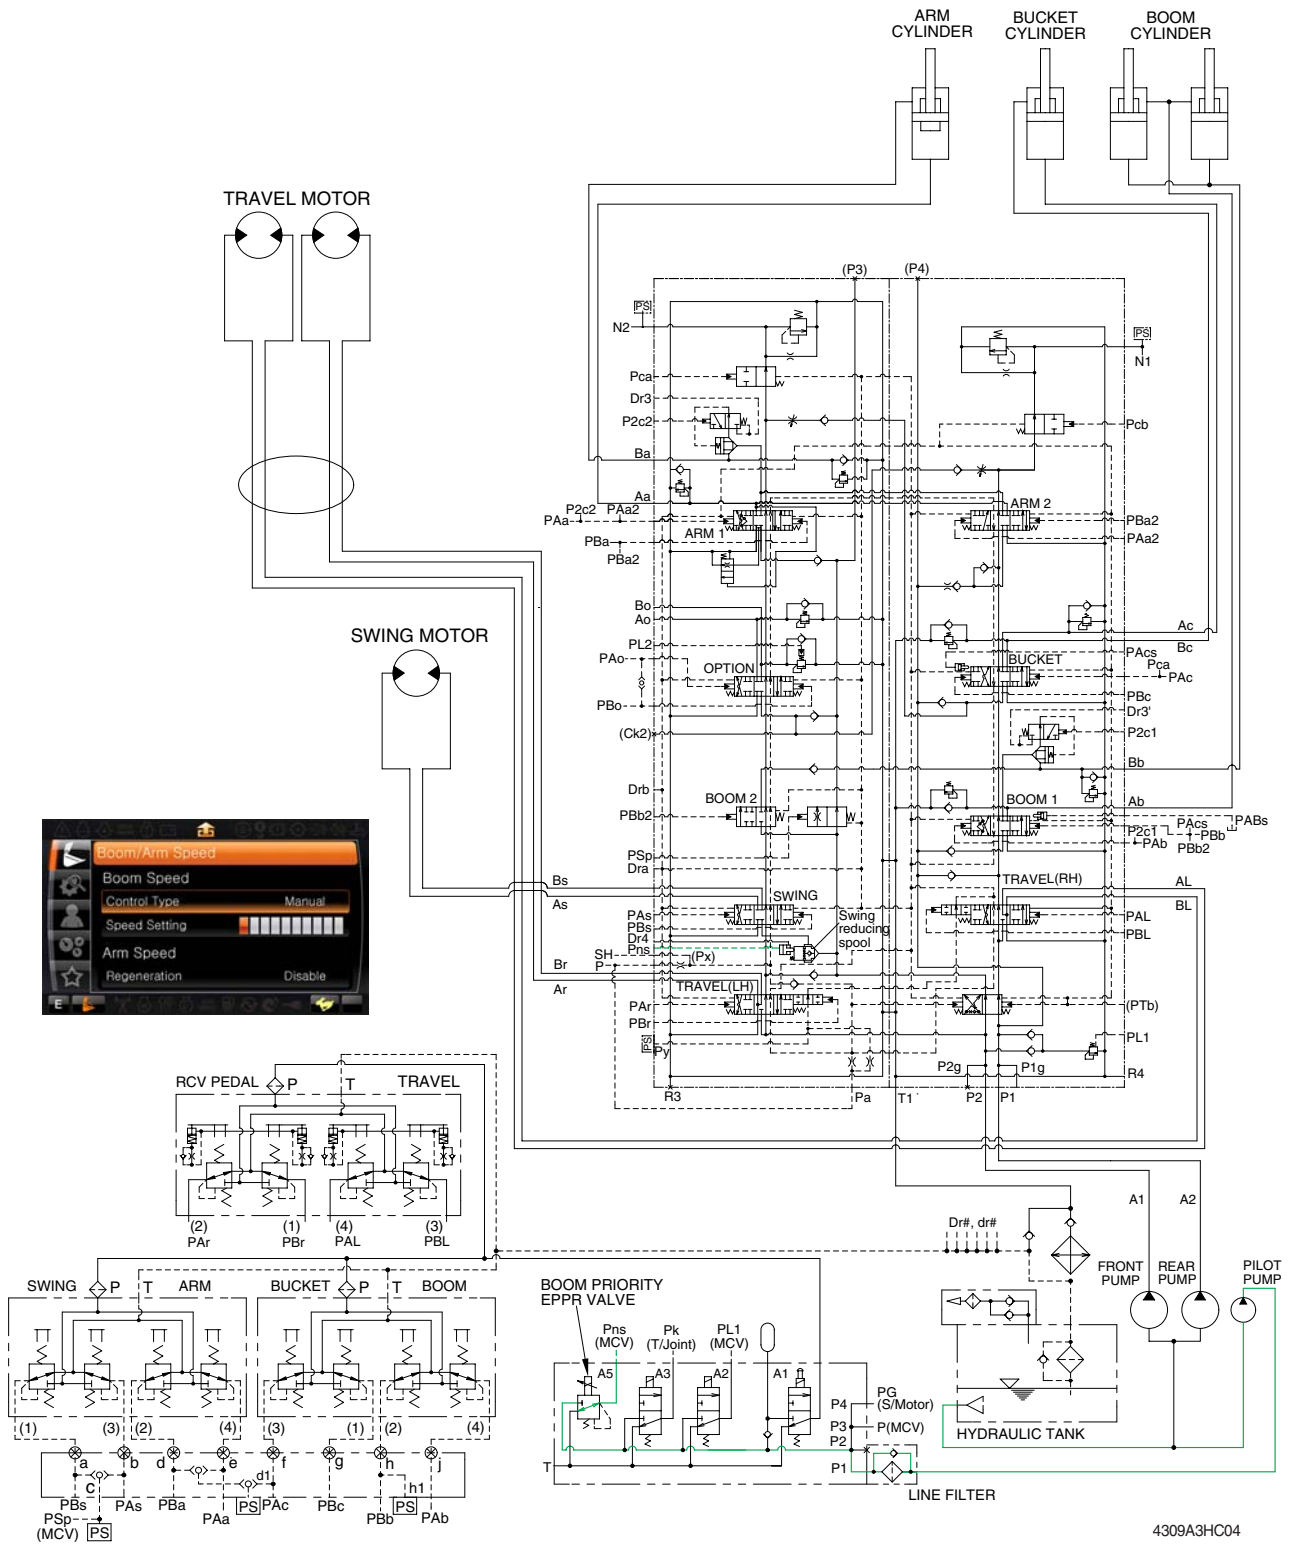 ARM
CYLINDER
BUCKET
CYLINDER
BOOM
CYLINDER
TRAVEL MOTOR
(P3)
(P4)
PS
N2
PS
N1
Pca
Dr3
P2c2
Pcb
Ba
Aa
P2c2
PAa2
PAa
ARM 1
ARM 2
PBa2
PAa2
PBa
PBa2
Bo
Ao
PL2
PAo
OPTION
PBo
(Ck2)
Ac
Bc
PAcs
Pca
PAc
BUCKET
PBc
Dr3'
P2c1
SWING MOTOR
Bb
Ab
Drb
BOOM 2
BOOM 1
PBb2
PSp
Dra
P2c1
PAcs
PBb
PABs
PAb
PBb2
Boom/Arm Speed
Boom Speed
Control Type Manual
Speed Setting
Arm Speed
Regeneration Disable
E
Bs
As
TRAVEL(RH)
AL
BL
SWING
Swing
reducing
spool
PAs
PBs
Dr4
Pns
SH
P
(Px)
PAL
PBL
Br
Ar
TRAVEL(LH)
PAr
PBr
PS
Py
(PTb)
PL1
P2g
P1g
R4
R3
Pa
T1
P2
P1
RCV PEDAL
P
T
TRAVEL
(2)
PAr
(1)
PBr
(4)
PAL
(3)
PBL
A1
A2
Dr#, dr#
FRONT
PUMP
REAR
PUMP
PILOT
PUMP
SWING
P
T
ARM
BUCKET
P
T
BOOM
BOOM PRIORITY
EPPR VALVE
Pns
(MCV)
Pk
(T/Joint)
PL1
(MCV)
A5
A3
A2
A1
P4
PG
(S/Motor)
P3
P(MCV)
P2
P1
T
HYDRAULIC TANK
LINE FILTER
(1)
(3)
(2)
(4)
(3)
(1)
(2)
(4)
a
b
d
e
f
g
h
j
c
d1
h1
PBs
PAs
PBa
PAa
PS
PAc
PBc
PBb
PS
PAb
PSp
(MCV)
PS
4309A3HC04